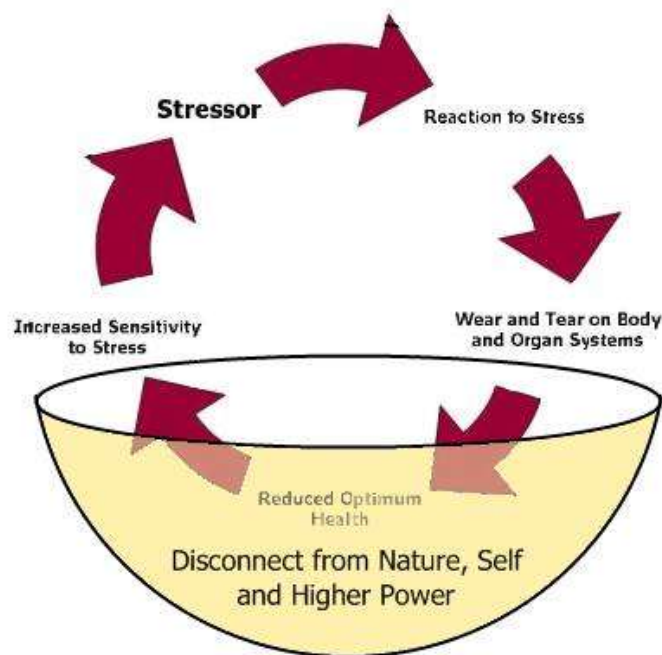 Stressor
Reaction to Stress
Wear and Tear on Body
and Organ Systems
Increased Sensitivity
to Stress
Reduced Optimum
Health
Disconnect from Nature, Self
and Higher Power